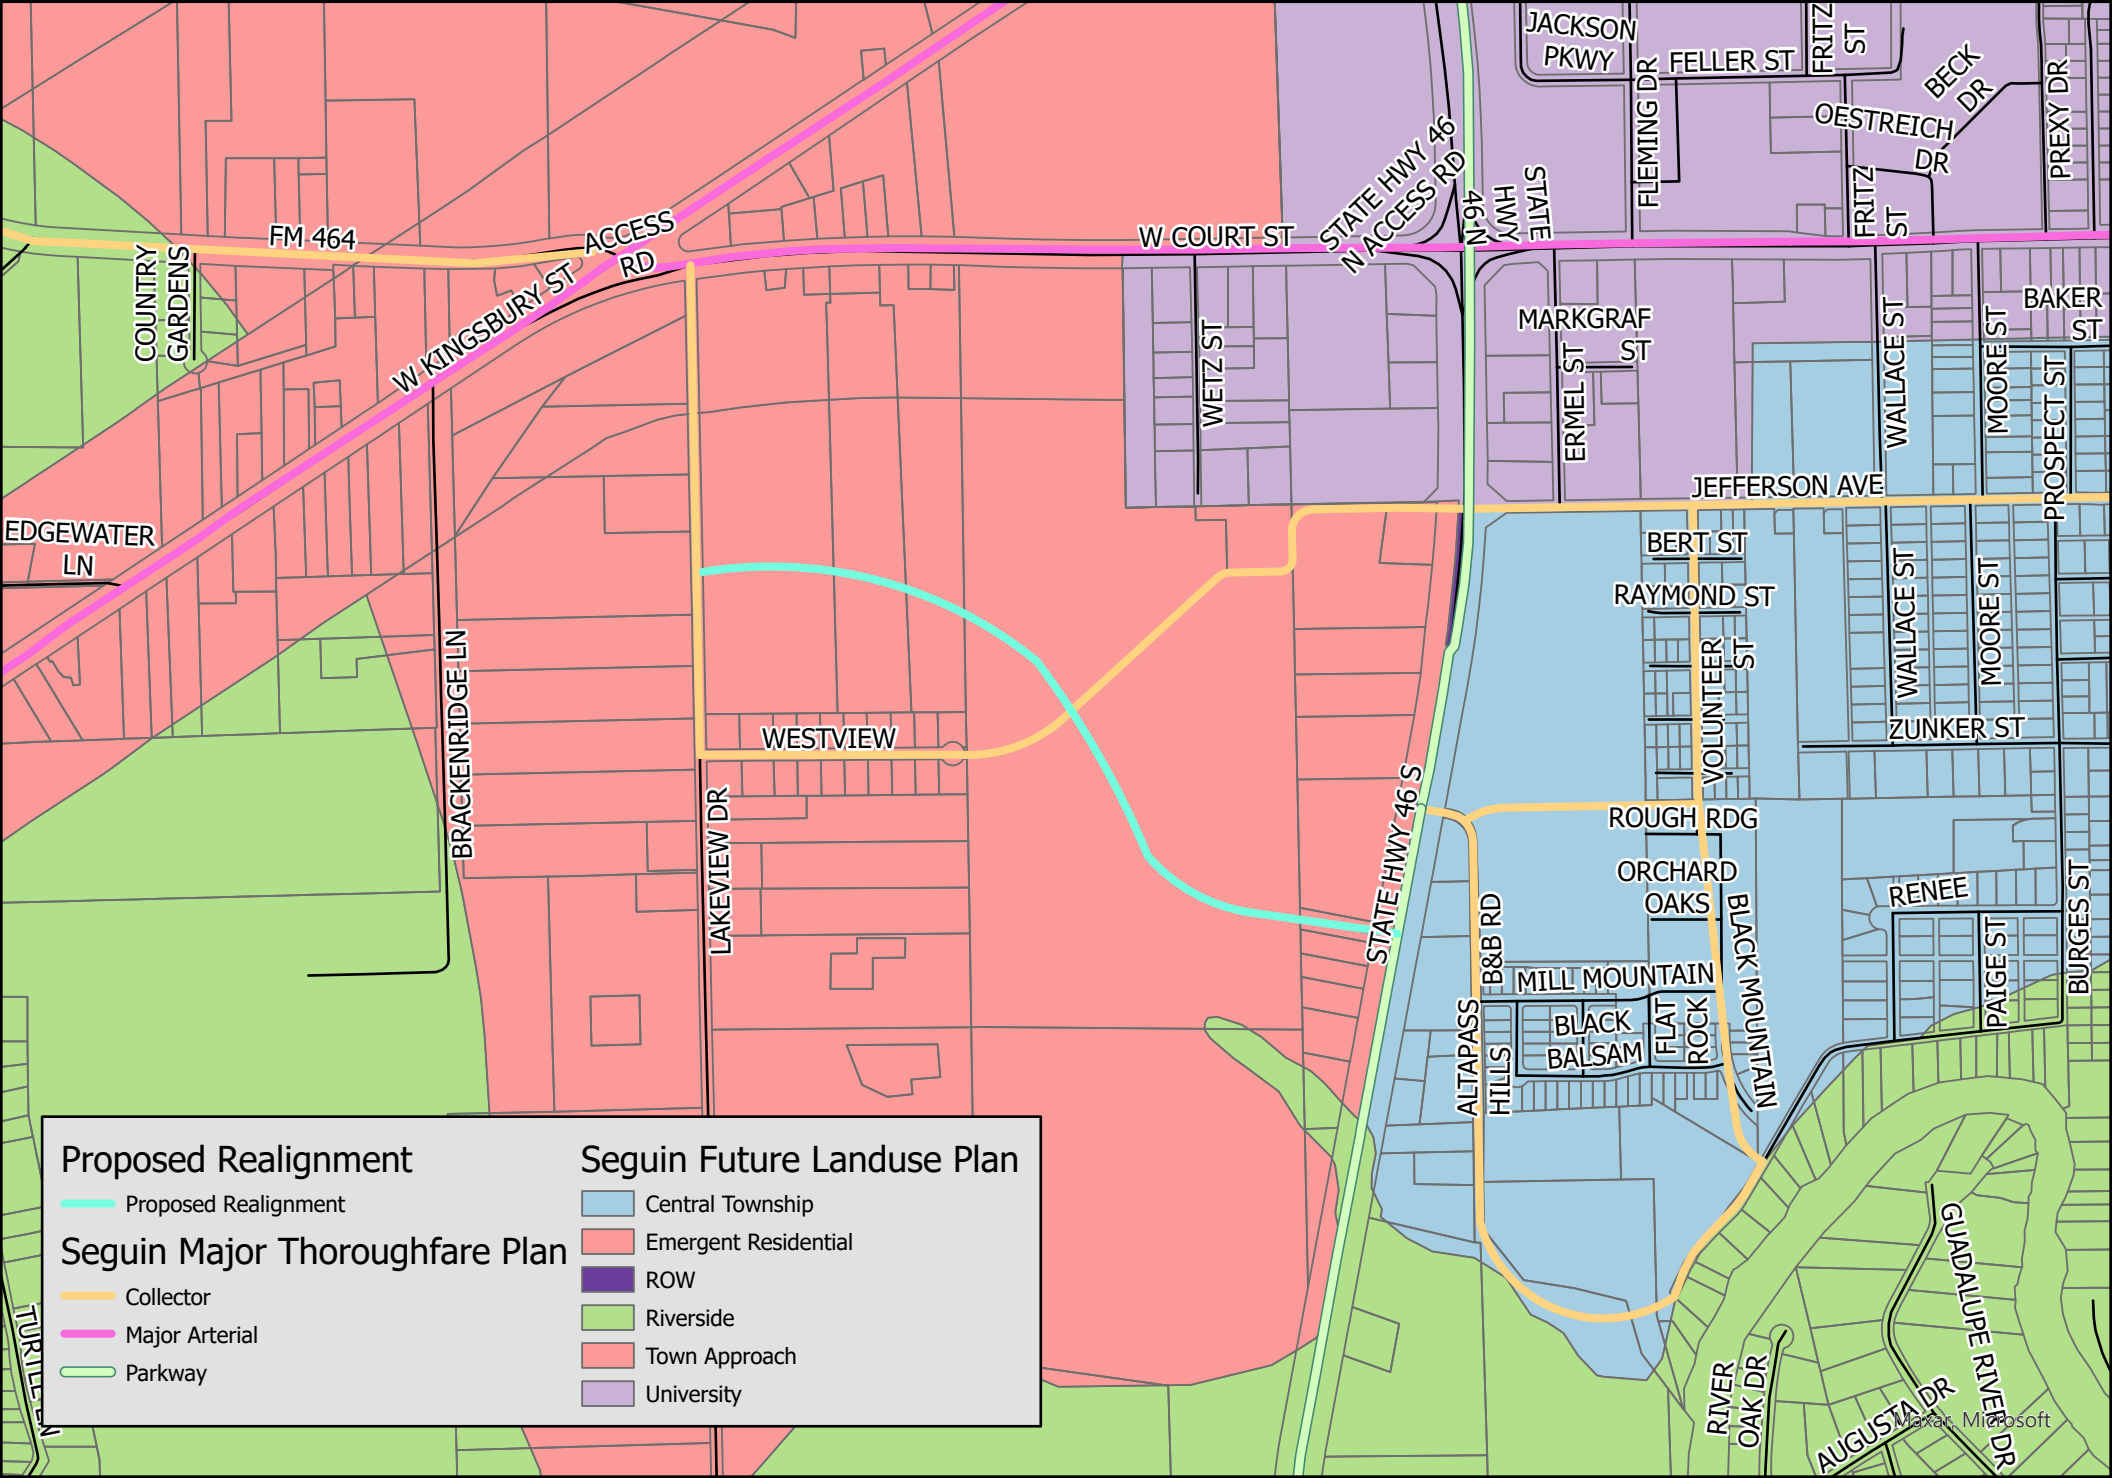 JACKSON
PKWY
FELLER ST
FRITZ
ST
BECK
DR
FLEMING DR
OESTREICH
DR
PREXY DR
STATE HWY 46
N ACCESS RD
STATE
HWY
46 N
FRITZ
ST
FM 464
ACCESS
RD
W COURT ST
COUNTRY
GARDENS
W KINGSBURY ST
WETZ ST
MARKGRAF
ST
ERMEL ST
WALLACE ST
MOORE ST
BAKER
ST
PROSPECT ST
JEFFERSON AVE
EDGEWATER
LN
BERT ST
RAYMOND ST
VOLUNTEER
ST
WALLACE ST
MOORE ST
BRACKENRIDGE LN
WESTVIEW
ZUNKER ST
LAKEVIEW DR
STATE HWY 46 S
ROUGH RDG
ORCHARD
OAKS
BLACK MOUNTAIN
RENEE
BURGES ST
PAIGE ST
B&B RD
MILL MOUNTAIN
BLACK
BALSAM
FLAT
ROCK
ALTAPASS
HILLS
GUADALUPE RIVER DR
RIVER
OAK DR
AUGUSTA DR
TURTLE LN
Proposed Realignment
Proposed Realignment
Seguin Major Thoroughfare Plan
Collector
Major Arterial
Parkway
Seguin Future Landuse Plan
Central Township
Emergent Residential
ROW
Riverside
Town Approach
University
Maxar, Microsoft